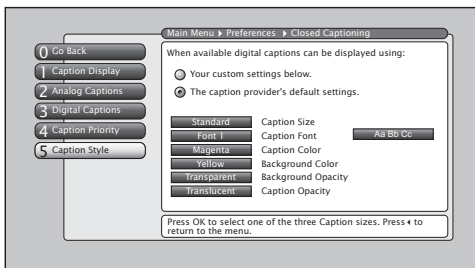 Main Menu Preferences Closed Captioning
0 Go Back
1 Caption Display
2 Analog Captions
3 Digital Captions
4 Caption Priority
5 Caption Style
When available digital captions can be displayed using:
Your custom settings below.
The caption provider's default settings.
Standard Caption Size
Font 1 Caption Font Aa Bb Cc
Magenta Caption Color
Yellow Background Color
Transparent Background Opacity
Translucent Caption Opacity
Press OK to select one of the three Caption sizes. Press to
return to the menu.